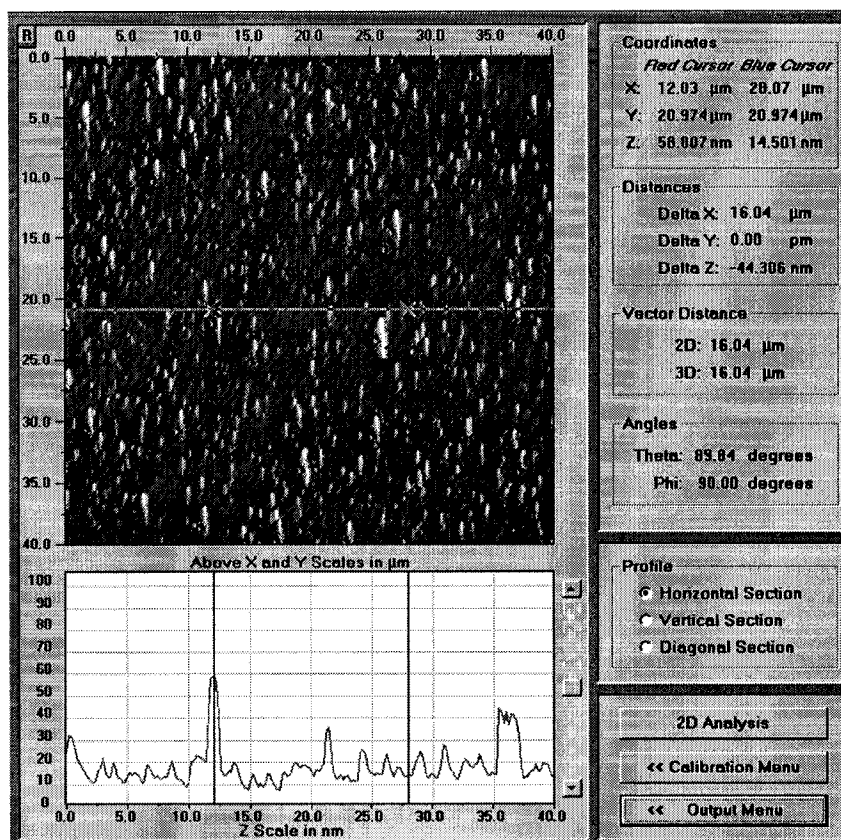 R 0.0 5.0 10.0 15.0 20.0 25.0 30.0 35.0 40.0
0.0
5.0
10.0
15.0
20.0
25.0
30.0
35.0
40.0
Above X and Y Scales in µm
100
90
80
70
60
50
40
30
20
10
0
0.0 5.0 10.0 15.0 20.0 25.0 30.0 35.0 40.0
Z Scale in nm
Coordinates
Red Cursor Blue Cursor
X: 12.03 µm 28.07 µm
Y: 20.974 µm 20.974 µm
Z: 58.807 nm 14.501 nm
Distances
Delta X: 16.04 µm
Delta Y: 0.00 pm
Delta Z: -44.306 nm
Vector Distance
2D: 16.04 µm
3D: 16.04 µm
Angles
Theta: 89.84 degrees
Phi: 90.00 degrees
Profile
Horizontal Section
Vertical Section
Diagonal Section
2D Analysis
<< Calibration Menu
<< Output Menu